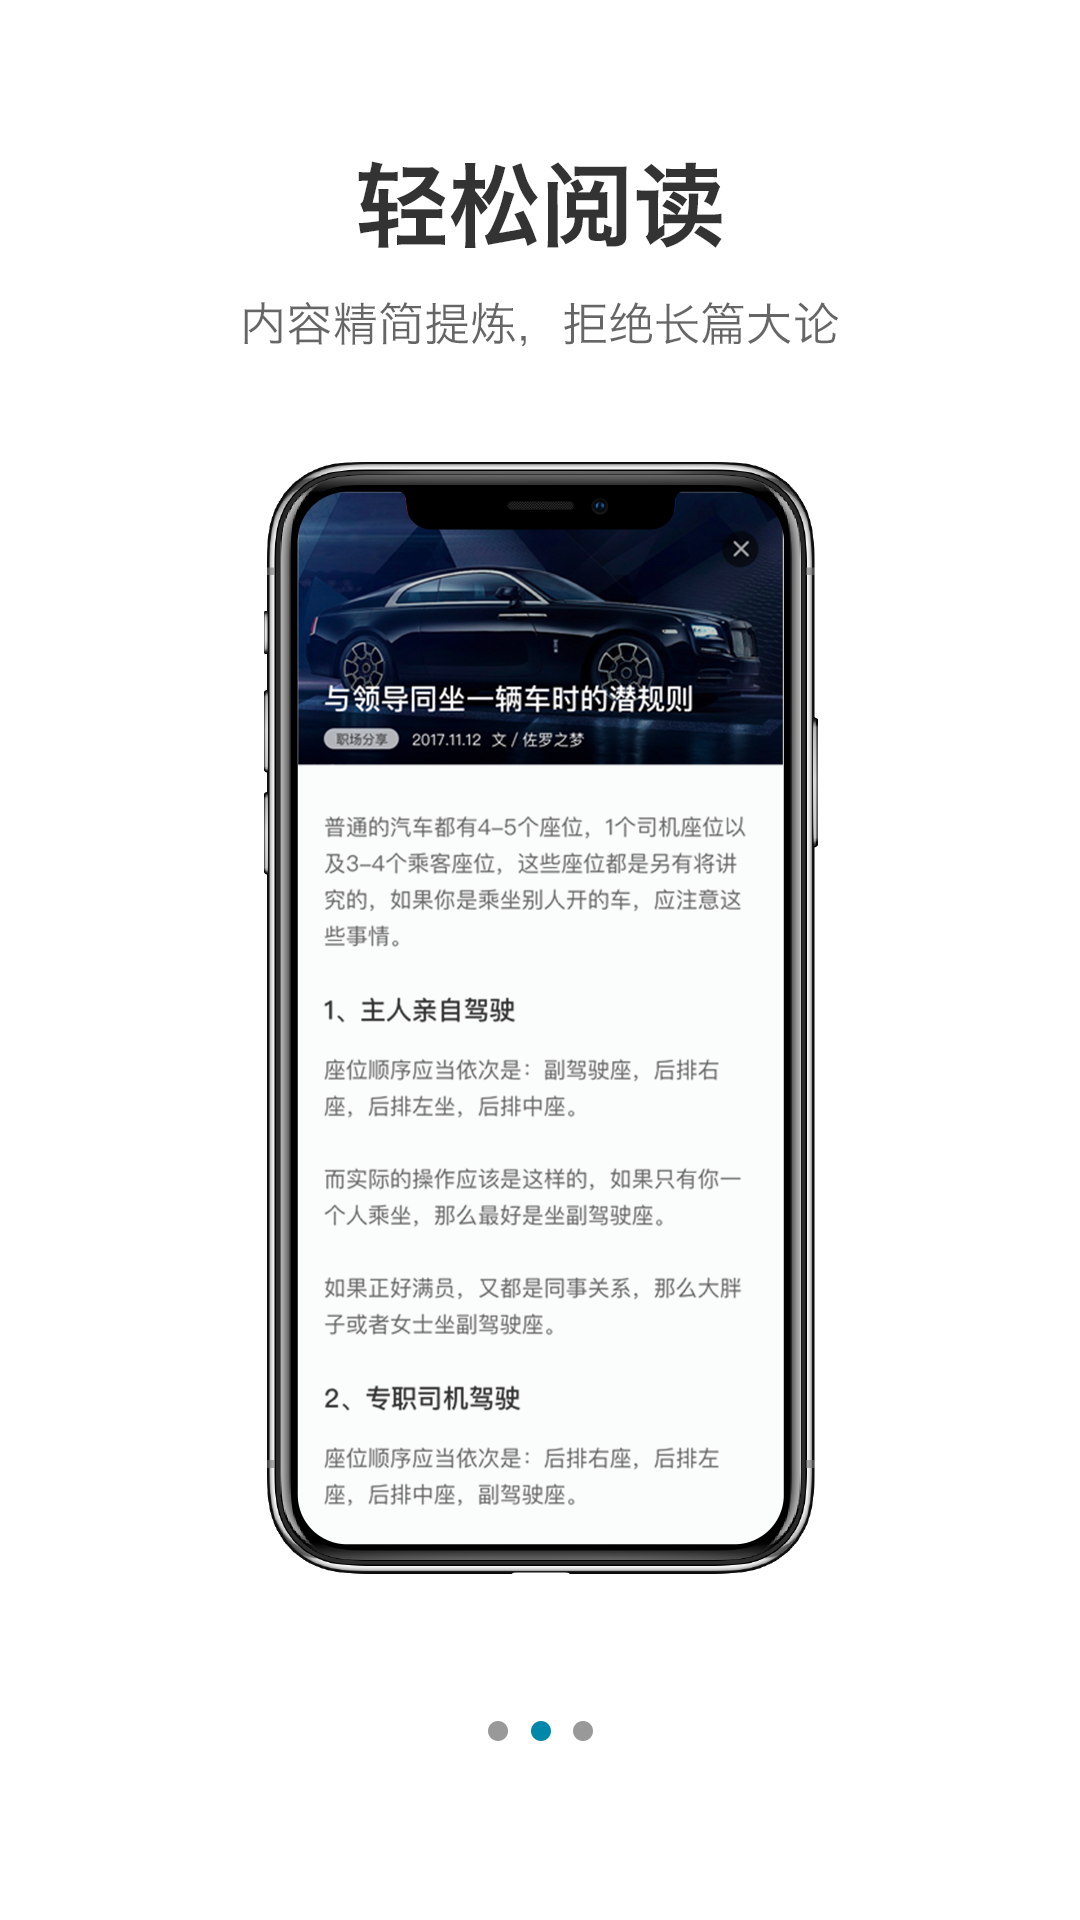 轻松阅读
内容精简提炼，拒绝长篇大论
与领导同坐一辆车时的潜规则
职场分享 2017.11.12 文 / 佐罗之梦
普通的汽车都有4-5个座位，1个司机座位以
及3-4个乘客座位，这些座位都是另有将讲
究的，如果你是乘坐别人开的车，应注意这
些事情。
1、主人亲自驾驶
座位顺序应当依次是：副驾驶座，后排右
座，后排左坐，后排中座。
而实际的操作应该是这样的，如果只有你一
个人乘坐，那么最好是坐副驾驶座。
如果正好满员，又都是同事关系，那么大胖
子或者女士坐副驾驶座。
2、专职司机驾驶
座位顺序应当依次是：后排右座，后排左
座，后排中座，副驾驶座。